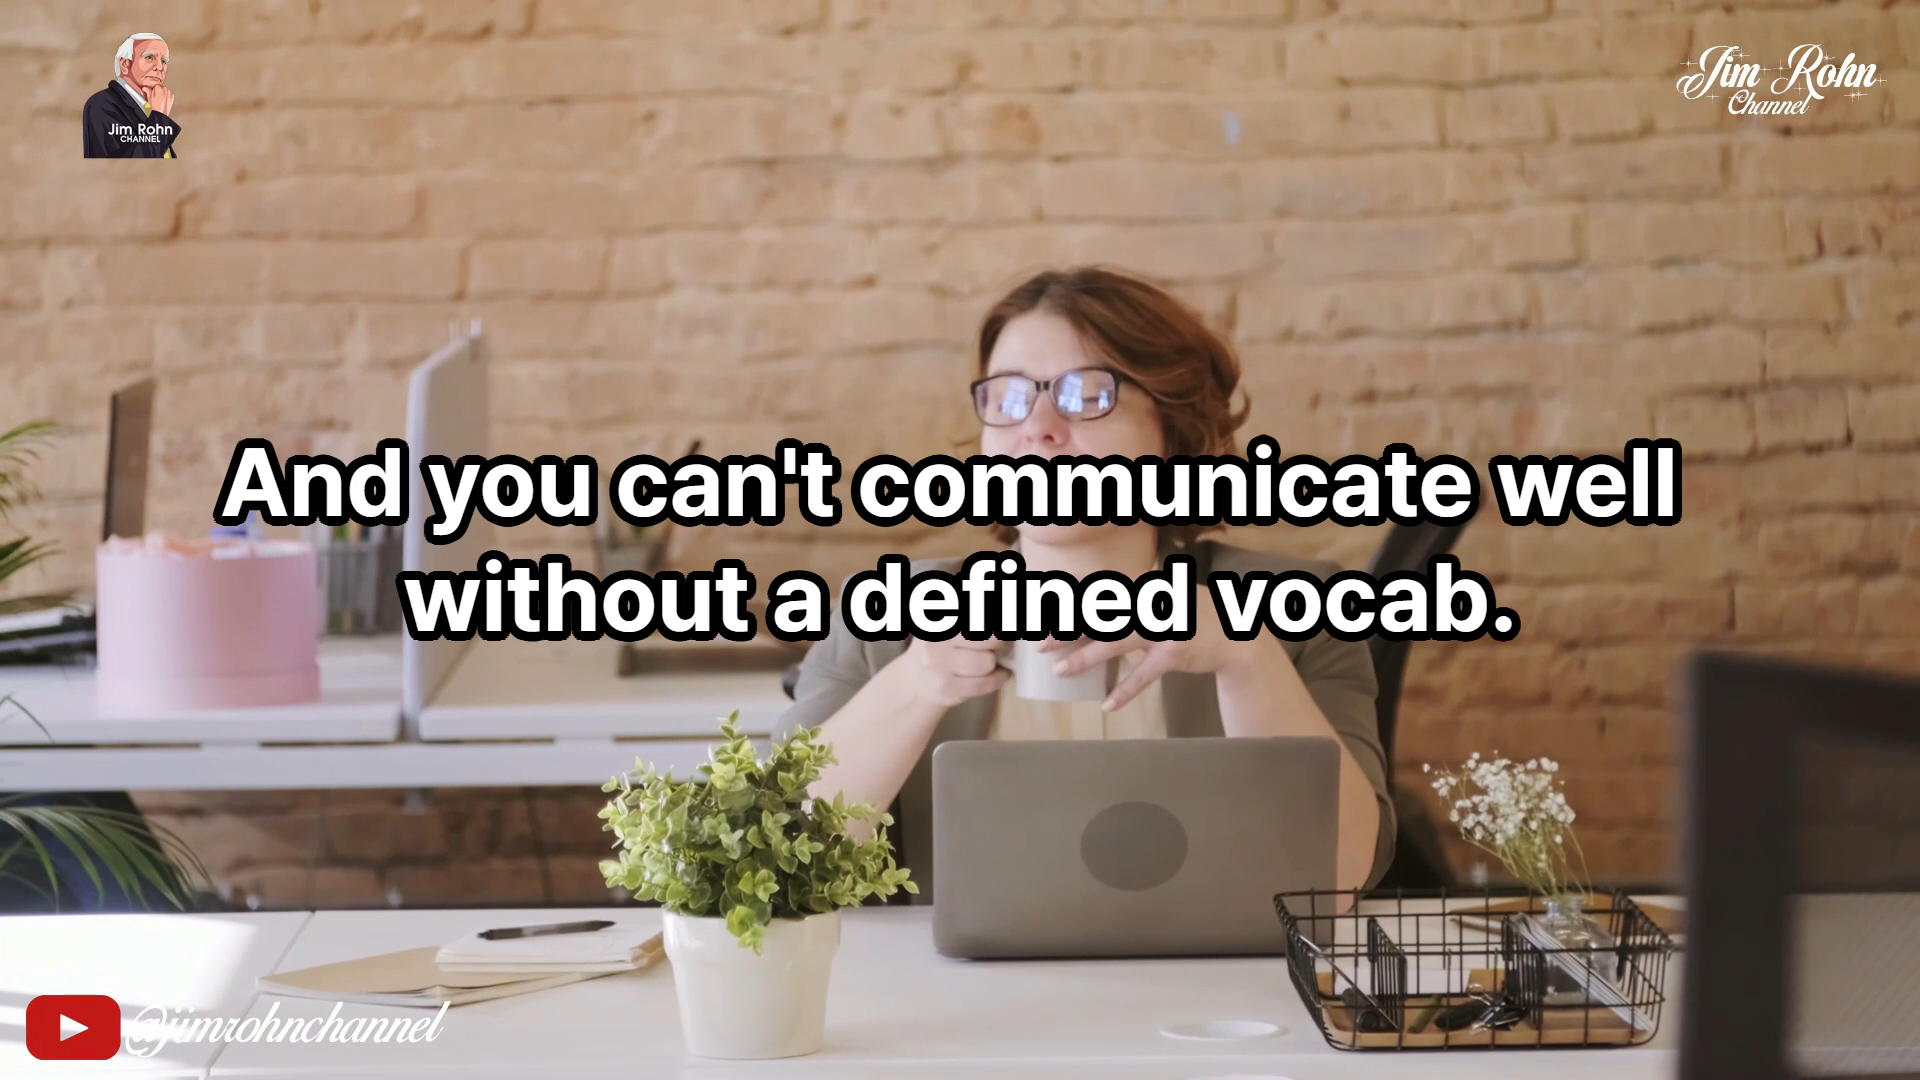 Jim Rohn
CHANNEL
Jim Rohn
Channel
And you can't communicate well
without a defined vocab.
@jimrohnchannel